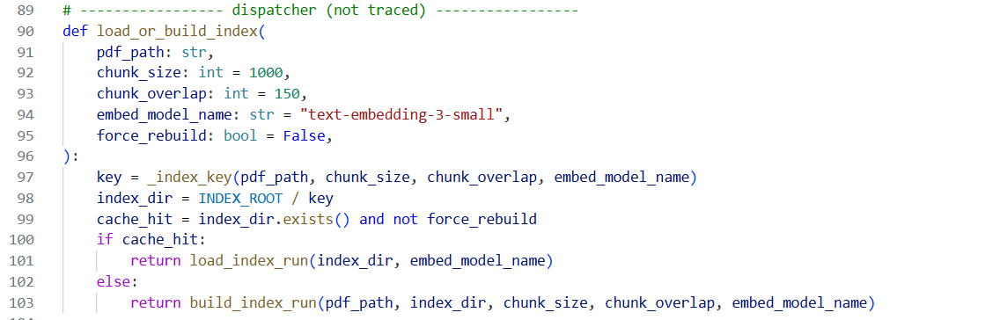 89 # ----------------- dispatcher (not traced) -----------------
90 def load_or_build_index(
91     pdf_path: str,
92     chunk_size: int = 1000,
93     chunk_overlap: int = 150,
94     embed_model_name: str = "text-embedding-3-small",
95     force_rebuild: bool = False,
96 ):
97     key = _index_key(pdf_path, chunk_size, chunk_overlap, embed_model_name)
98     index_dir = INDEX_ROOT / key
99     cache_hit = index_dir.exists() and not force_rebuild
100     if cache_hit:
101         return load_index_run(index_dir, embed_model_name)
102     else:
103         return build_index_run(pdf_path, index_dir, chunk_size, chunk_overlap, embed_model_name)